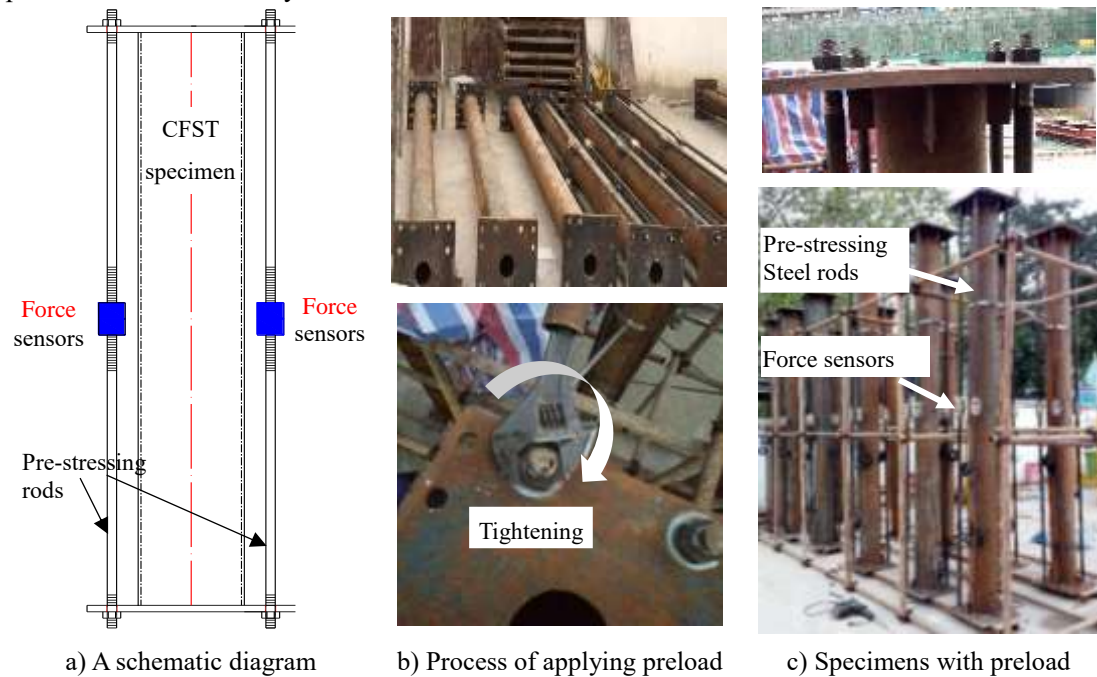 CFST
specimen
Force
sensors
Force
sensors
Pre-stressing
rods
Tightening
Pre-stressing
Steel rods
Force sensors
a) A schematic diagram
b) Process of applying preload
c) Specimens with preload